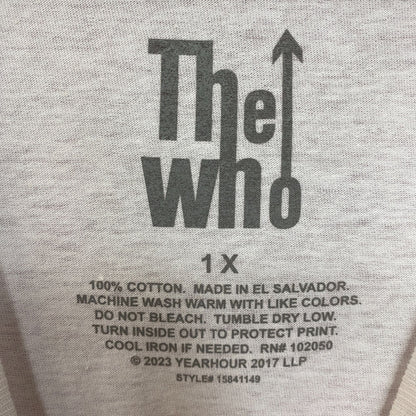 The
who
1X
100% COTTON. MADE IN EL SALVADOR.
MACHINE WASH WARM WITH LIKE COLORS.
DO NOT BLEACH. TUMBLE DRY LOW.
TURN INSIDE OUT TO PROTECT PRINT.
COOL IRON IF NEEDED. RN# 102050
© 2023 YEARHOUR 2017 LLP
STYLE# 15841149